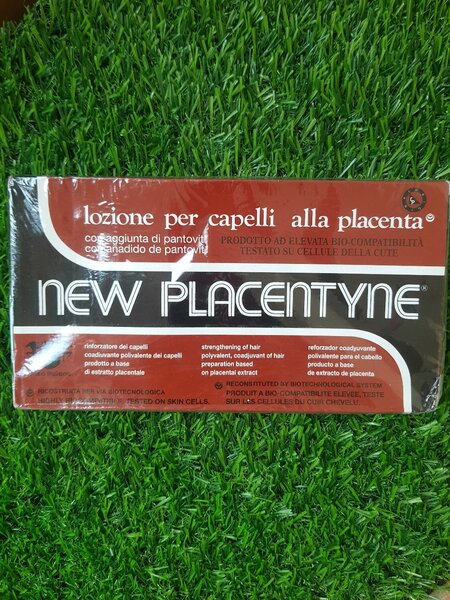 lozione per capelli alla placenta
con aggiunta di pantovit
con añadido de pantovit
PRODOTTO AD ELEVATA BIO-COMPATIBILITÀ
TESTATO SU CELLULE DELLA CUTE
NEW PLACENTYNE®
rinforzatore dei capelli
coadiuvante polivalente dei capelli
prodotto a base
di estratto placentale
strengthening of hair
polyvalent, coadjuvant of hair
preparation based
on placental extract
reforzador coadyuvante
polivalente para el cabello
producto a base
de extracto de placenta
RICOSTRUITA PER VIA BIOTECNOLOGICA
HIGHLY BIOCOMPATIBLE, TESTED ON SKIN CELLS.
RECONSTITUTED BY BIOTECHNOLOGICAL SYSTEM
PRODUIT A BIO-COMPATIBILITE ELEVEE, TESTE
SUR LES CELLULES DU CUIR CHEVELU.